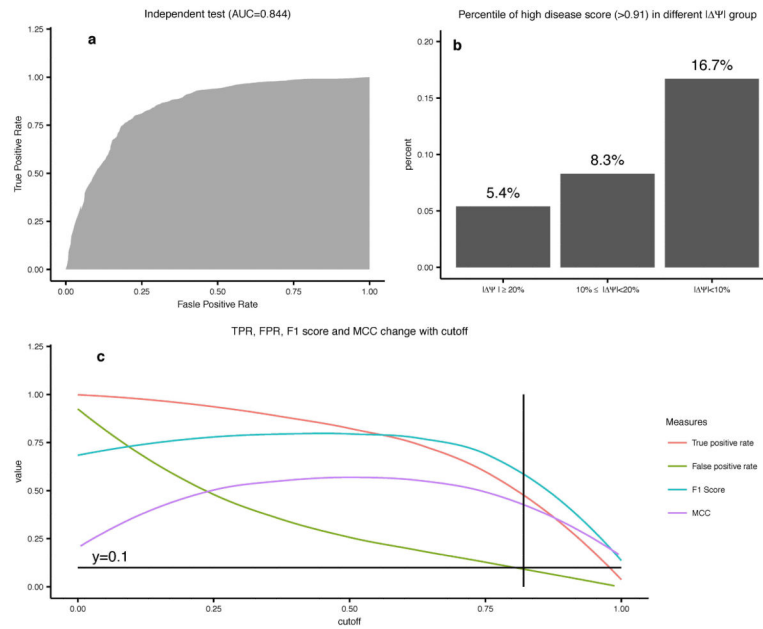 Independent test (AUC=0.844)
a
1.25
1.00
0.75
0.50
0.25
0.00
True Positive Rate
0.00 0.25 0.50 0.75 1.00
Fasle Positive Rate
Percentile of high disease score (>0.91) in different |ΔΨ| group
b
0.20
0.15
0.10
0.05
0.00
percent
5.4%
8.3%
16.7%
|ΔΨ| ≥ 20% 10% ≤ |ΔΨ|<20% |ΔΨ|<10%
TPR, FPR, F1 score and MCC change with cutoff
c
1.25
1.00
0.75
0.50
0.25
0.00
value
y=0.1
0.00 0.25 0.50 0.75 1.00
cutoff
Measures
True positive rate
False positive rate
F1 Score
MCC